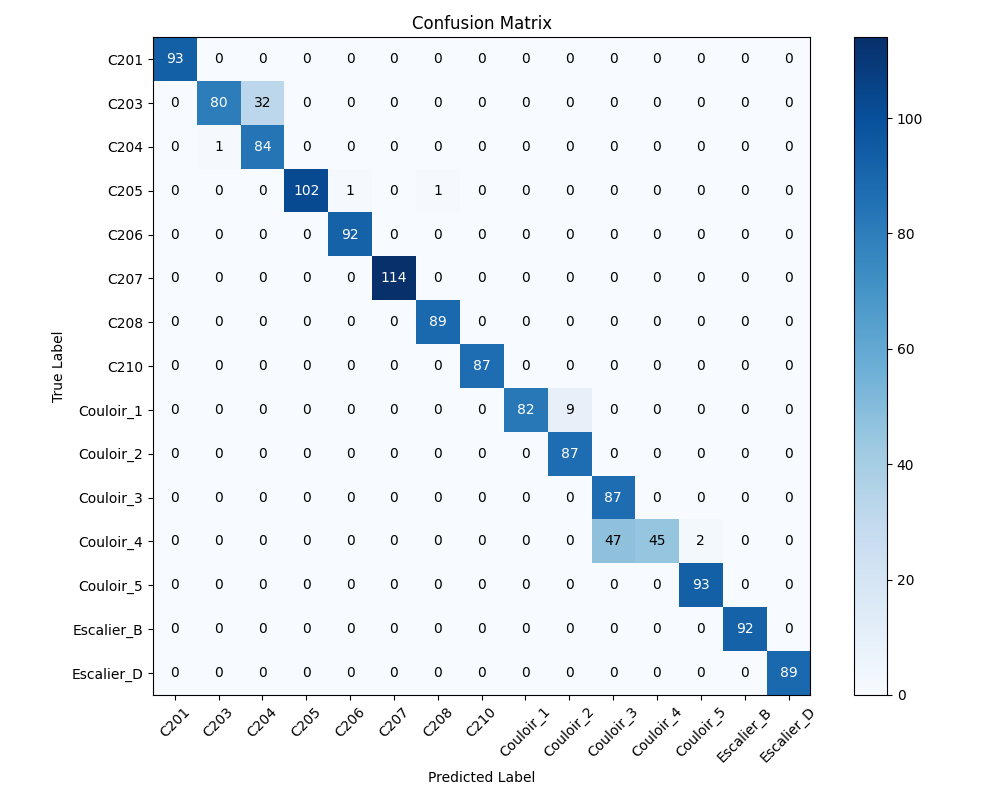 Confusion Matrix
True Label
C201 93 0 0 0 0 0 0 0 0 0 0 0 0 0 0
C203 0 80 32 0 0 0 0 0 0 0 0 0 0 0 0
C204 0 1 84 0 0 0 0 0 0 0 0 0 0 0 0
C205 0 0 0 102 1 0 1 0 0 0 0 0 0 0 0
C206 0 0 0 0 92 0 0 0 0 0 0 0 0 0 0
C207 0 0 0 0 0 114 0 0 0 0 0 0 0 0 0
C208 0 0 0 0 0 0 89 0 0 0 0 0 0 0 0
C210 0 0 0 0 0 0 0 87 0 0 0 0 0 0 0
Couloir_1 0 0 0 0 0 0 0 0 82 9 0 0 0 0 0
Couloir_2 0 0 0 0 0 0 0 0 0 87 0 0 0 0 0
Couloir_3 0 0 0 0 0 0 0 0 0 0 87 0 0 0 0
Couloir_4 0 0 0 0 0 0 0 0 0 0 47 45 2 0 0
Couloir_5 0 0 0 0 0 0 0 0 0 0 0 0 93 0 0
Escalier_B 0 0 0 0 0 0 0 0 0 0 0 0 0 92 0
Escalier_D 0 0 0 0 0 0 0 0 0 0 0 0 0 0 89
C201 C203 C204 C205 C206 C207 C208 C210 Couloir_1 Couloir_2 Couloir_3 Couloir_4 Couloir_5 Escalier_B Escalier_D
Predicted Label
100
80
60
40
20
0